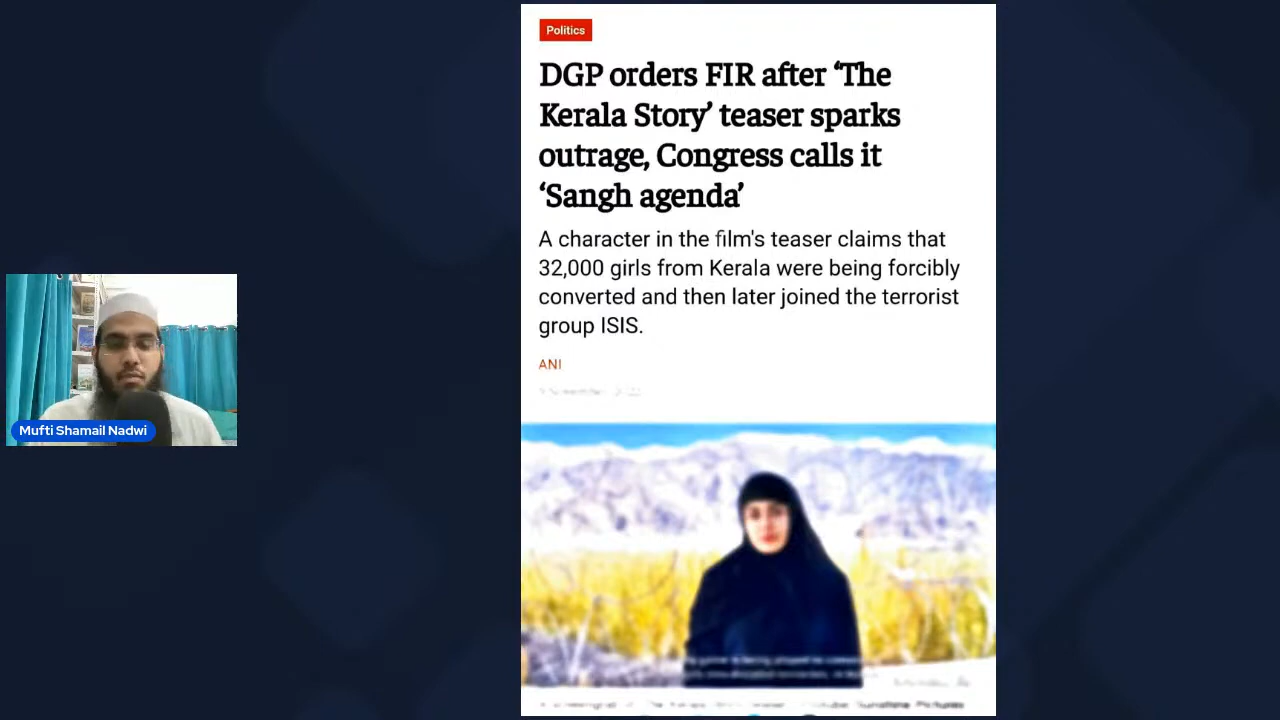 Politics
DGP orders FIR after ‘The
Kerala Story’ teaser sparks
outrage, Congress calls it
‘Sangh agenda’
A character in the film's teaser claims that
32,000 girls from Kerala were being forcibly
converted and then later joined the terrorist
group ISIS.
ANI
Mufti Shamail Nadwi